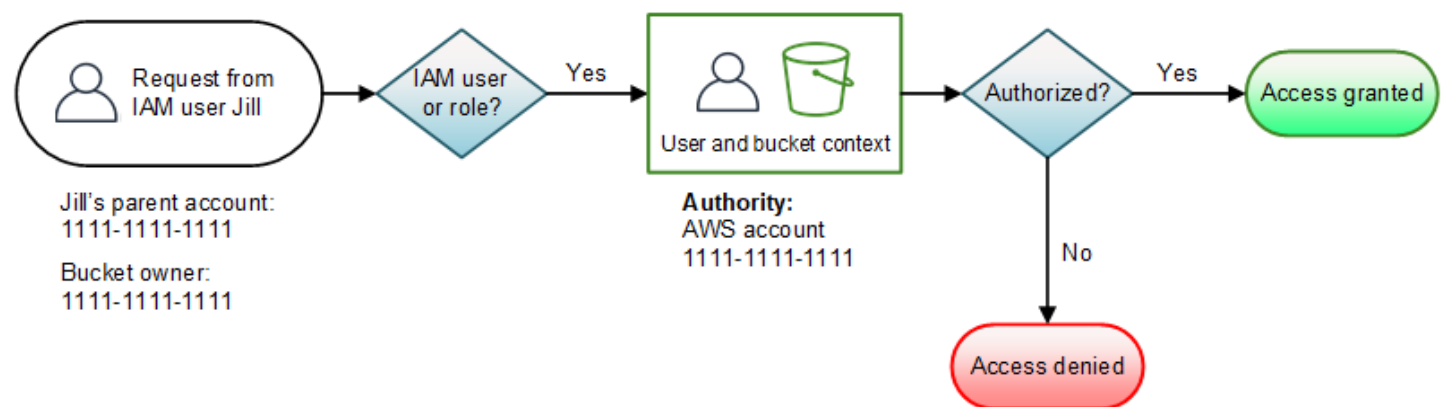 Request from
IAM user Jill
IAM user
or role?
Yes
User and bucket context
Authorized?
Yes
Access granted
Jill's parent account:
1111-1111-1111
Bucket owner:
1111-1111-1111
Authority:
AWS account
1111-1111-1111
No
Access denied